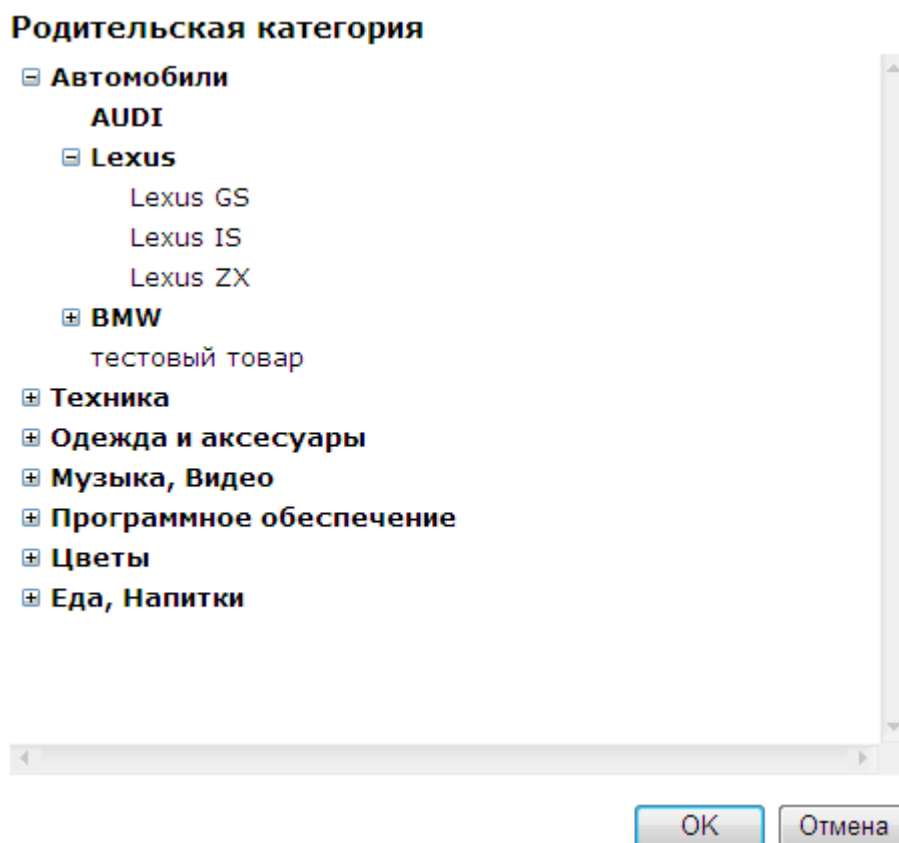 Родительская категория
Автомобили
AUDI
Lexus
Lexus GS
Lexus IS
Lexus ZX
BMW
тестовый товар
Техника
Одежда и аксесуары
Музыка, Видео
Программное обеспечение
Цветы
Еда, Напитки
OK Отмена